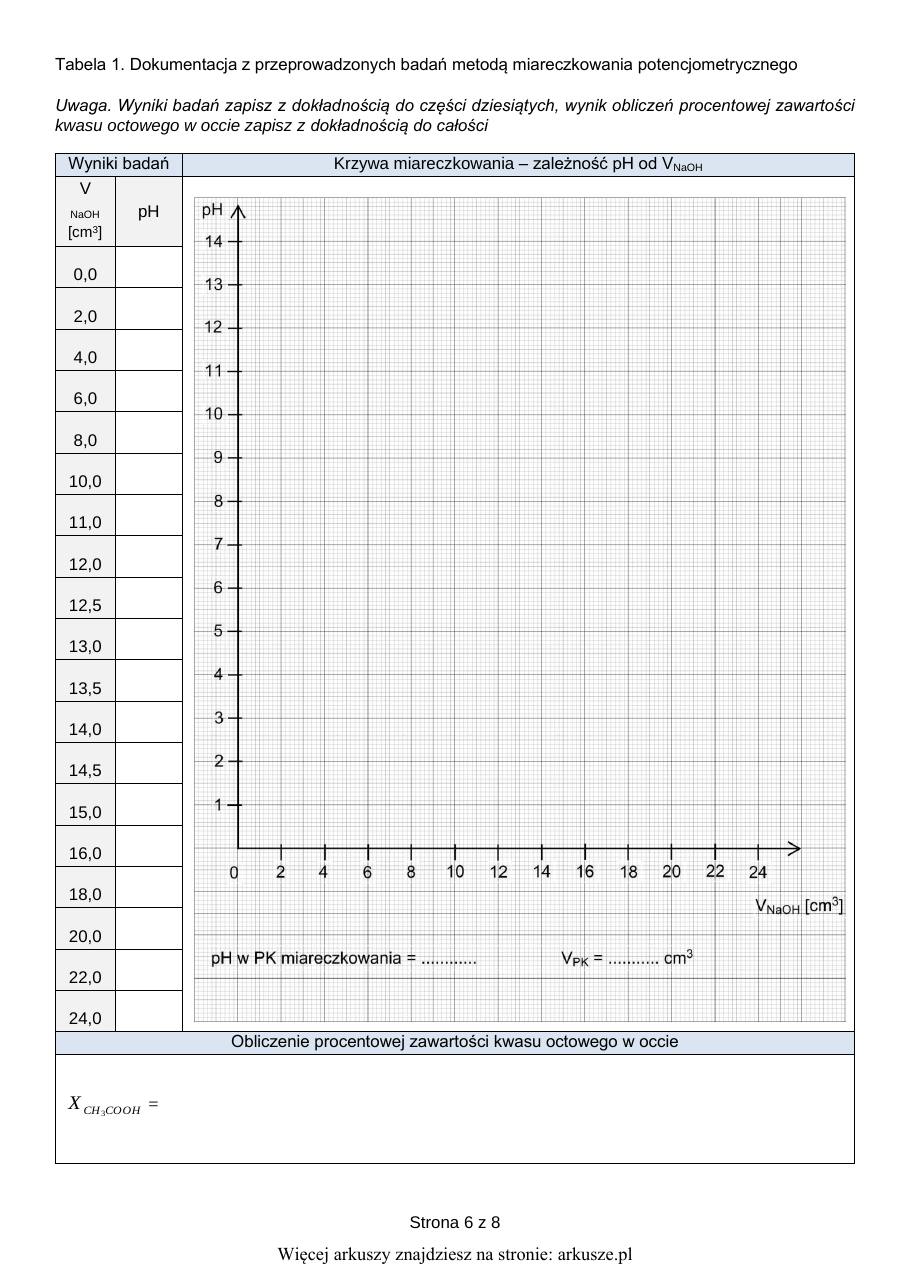 Tabela 1. Dokumentacja z przeprowadzonych badań metodą miareczkowania potencjometrycznego
Uwaga. Wyniki badań zapisz z dokładnością do części dziesiątych, wynik obliczeń procentowej zawartości
kwasu octowego w occie zapisz z dokładnością do całości
Wyniki badań
Krzywa miareczkowania – zależność pH od VNaOH
V
NaOH
[cm³]
pH
0,0
2,0
4,0
6,0
8,0
10,0
11,0
12,0
12,5
13,0
13,5
14,0
14,5
15,0
16,0
18,0
20,0
22,0
24,0
pH
14
13
12
11
10
9
8
7
6
5
4
3
2
1
0 2 4 6 8 10 12 14 16 18 20 22 24
VNaOH [cm³]
pH w PK miareczkowania = ............ VPK = ........... cm³
Obliczenie procentowej zawartości kwasu octowego w occie
X CH₃COOH =
Strona 6 z 8
Więcej arkuszy znajdziesz na stronie: arkusze.pl